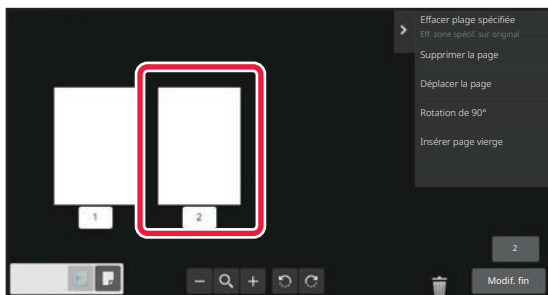 Effacer plage spécifiée
Eff. zone spécif. sur original
Supprimer la page
Déplacer la page
Rotation de 90°
Insérer page vierge
1
2
2
Modif. fin